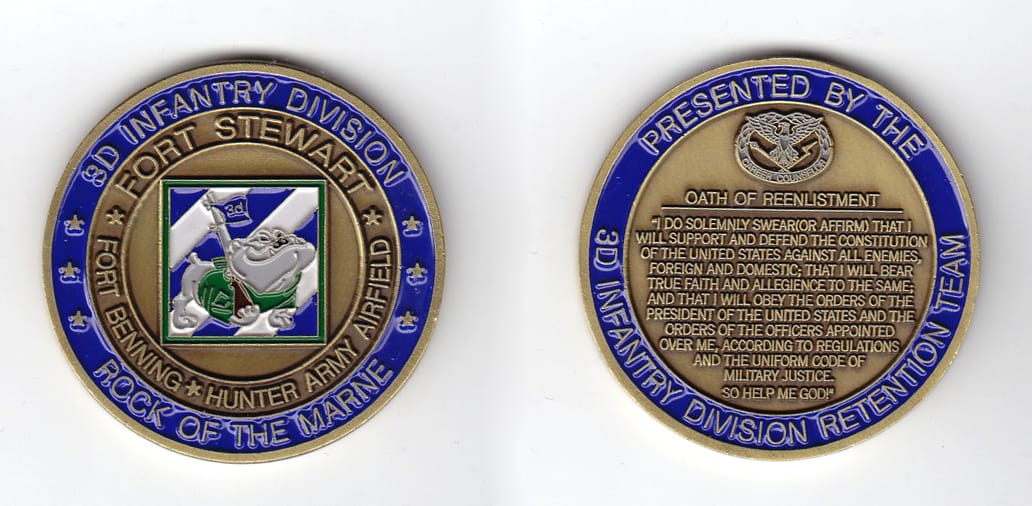 3D INFANTRY DIVISION
FORT STEWART
3d
FORT BENNING * HUNTER ARMY AIRFIELD
ROCK OF THE MARNE
PRESENTED BY THE
CAREER COUNSELOR
OATH OF REENLISTMENT
"I DO SOLEMNLY SWEAR(OR AFFIRM) THAT I
WILL SUPPORT AND DEFEND THE CONSTITUTION
OF THE UNITED STATES AGAINST ALL ENEMIES,
FOREIGN AND DOMESTIC; THAT I WILL BEAR
TRUE FAITH AND ALLEGIENCE TO THE SAME;
AND THAT I WILL OBEY THE ORDERS OF THE
PRESIDENT OF THE UNITED STATES AND THE
ORDERS OF THE OFFICERS APPOINTED
OVER ME, ACCORDING TO REGULATIONS
AND THE UNIFORM CODE OF
MILITARY JUSTICE.
SO HELP ME GOD!"
3D INFANTRY DIVISION RETENTION TEAM